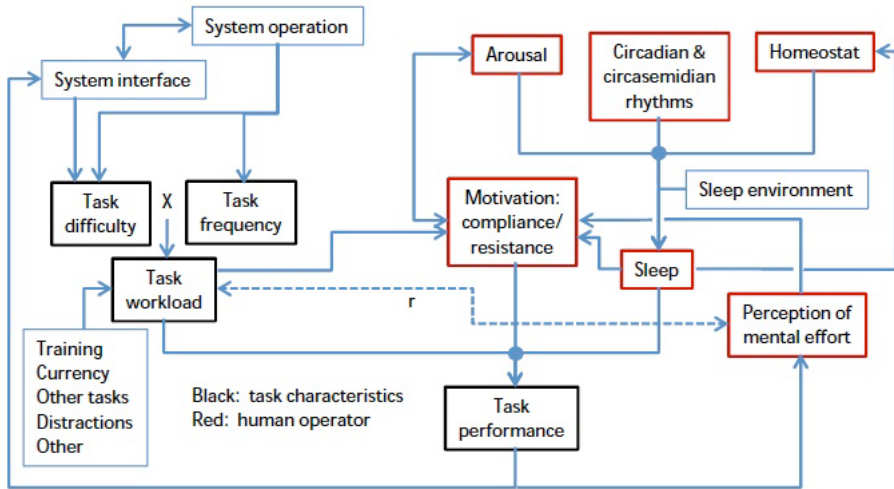 System operation
System interface
Arousal
Circadian &
circasemidian
rhythms
Homeostat
Task
difficulty
X
Task
frequency
Motivation:
compliance/
resistance
Sleep environment
Sleep
Task
workload
r
Perception of
mental effort
Training
Currency
Other tasks
Distractions
Other
Black: task characteristics
Red: human operator
Task
performance